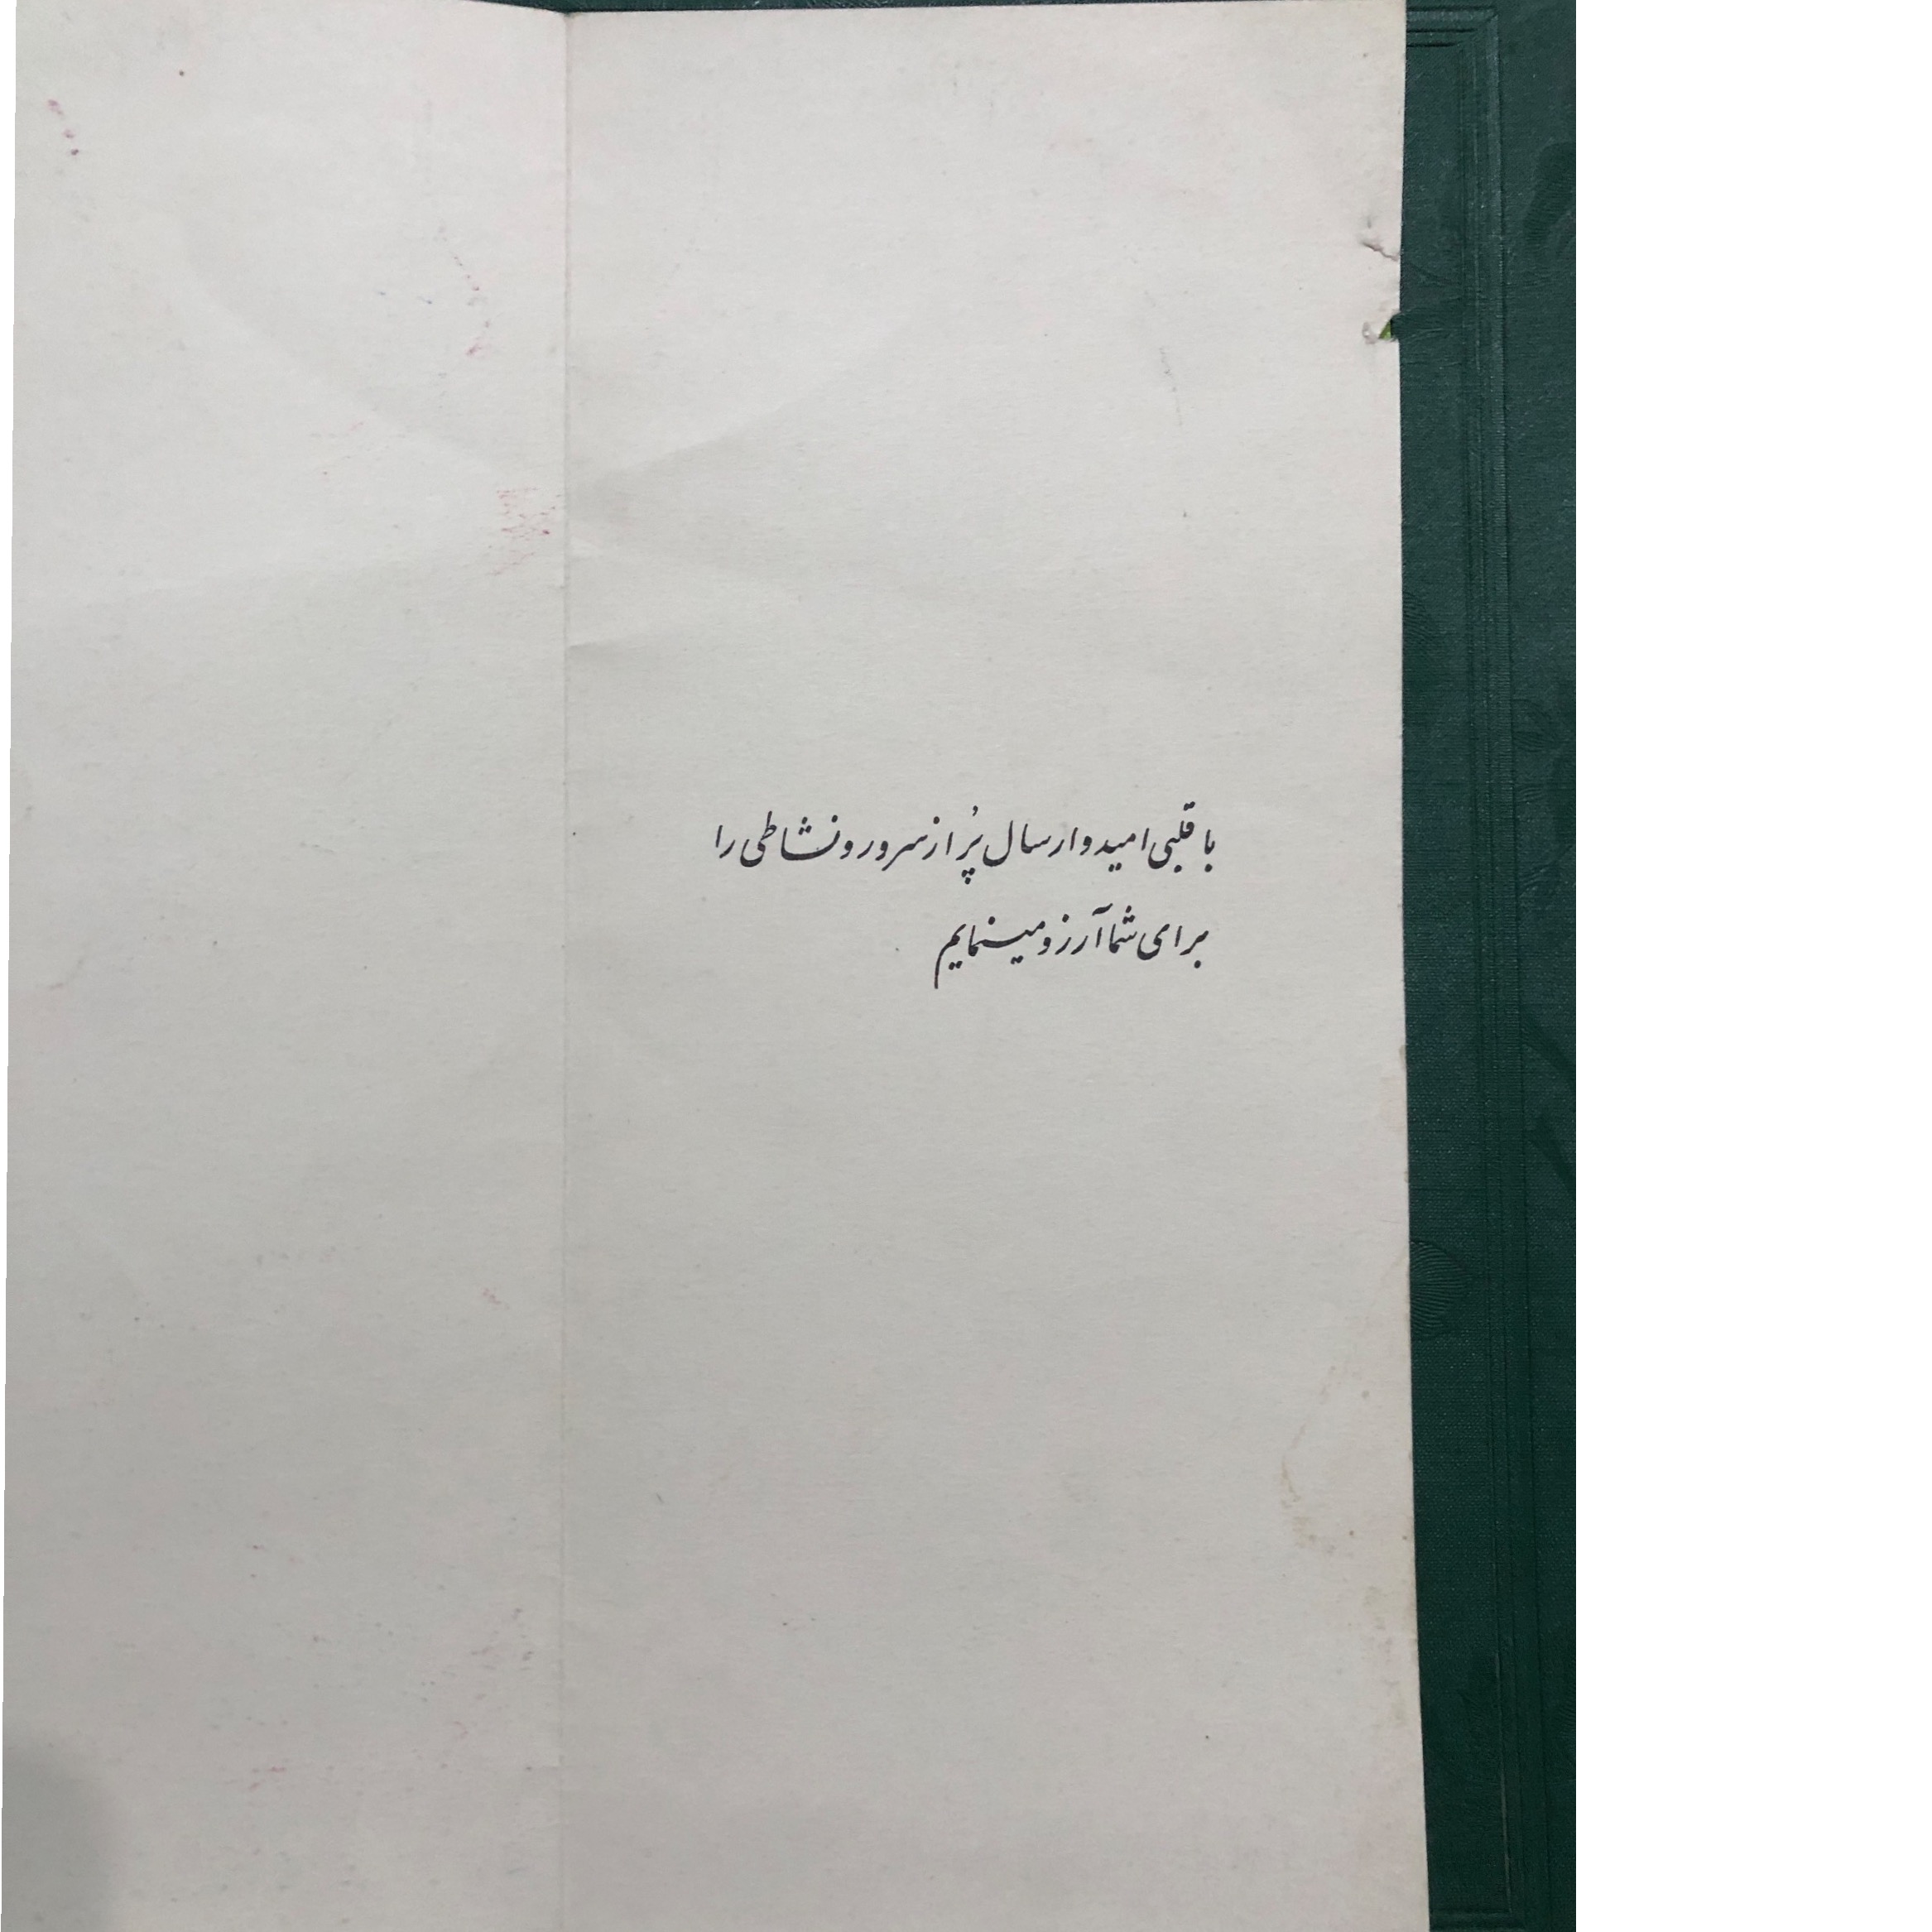 با قلبی امیدوار سال پُر از سرور و نشاطی را
برای شما آرزو مینمایم